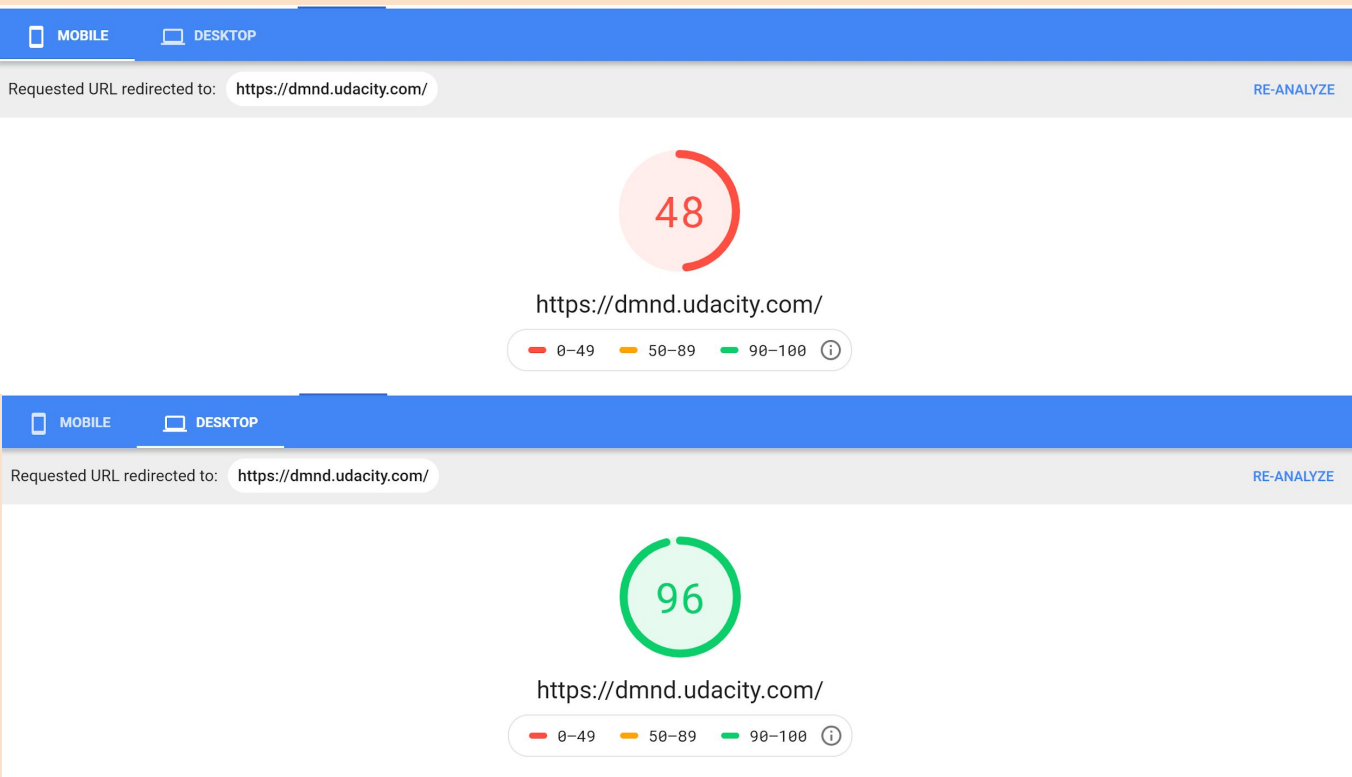 MOBILE DESKTOP
Requested URL redirected to: https://dmnd.udacity.com/ RE-ANALYZE
48
https://dmnd.udacity.com/
0–49 50–89 90–100
MOBILE DESKTOP
Requested URL redirected to: https://dmnd.udacity.com/ RE-ANALYZE
96
https://dmnd.udacity.com/
0–49 50–89 90–100